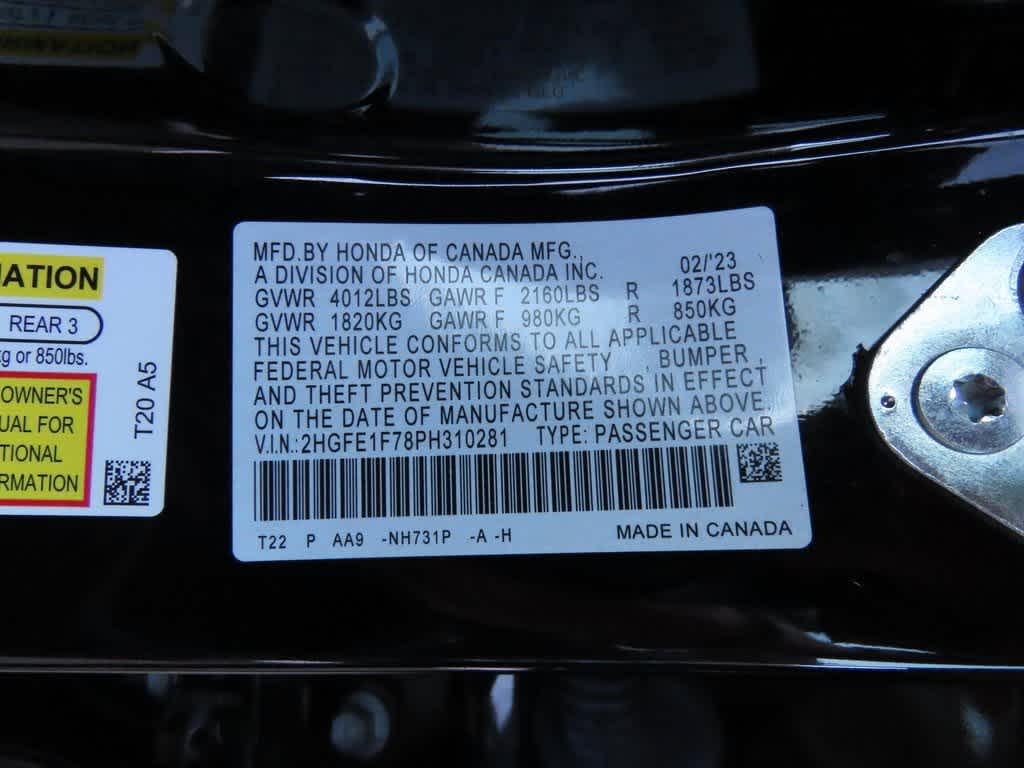 MATION
REAR 3
kg or 850lbs.
OWNER'S
UAL FOR
TIONAL
RMATION
T20 A5
MFD.BY HONDA OF CANADA MFG.,
A DIVISION OF HONDA CANADA INC. 02/'23
GVWR 4012LBS GAWR F 2160LBS R 1873LBS
GVWR 1820KG GAWR F 980KG R 850KG
THIS VEHICLE CONFORMS TO ALL APPLICABLE
FEDERAL MOTOR VEHICLE SAFETY , BUMPER ,
AND THEFT PREVENTION STANDARDS IN EFFECT
ON THE DATE OF MANUFACTURE SHOWN ABOVE.
V.I.N.:2HGFE1F78PH310281 TYPE: PASSENGER CAR
T22 P AA9 -NH731P -A -H MADE IN CANADA